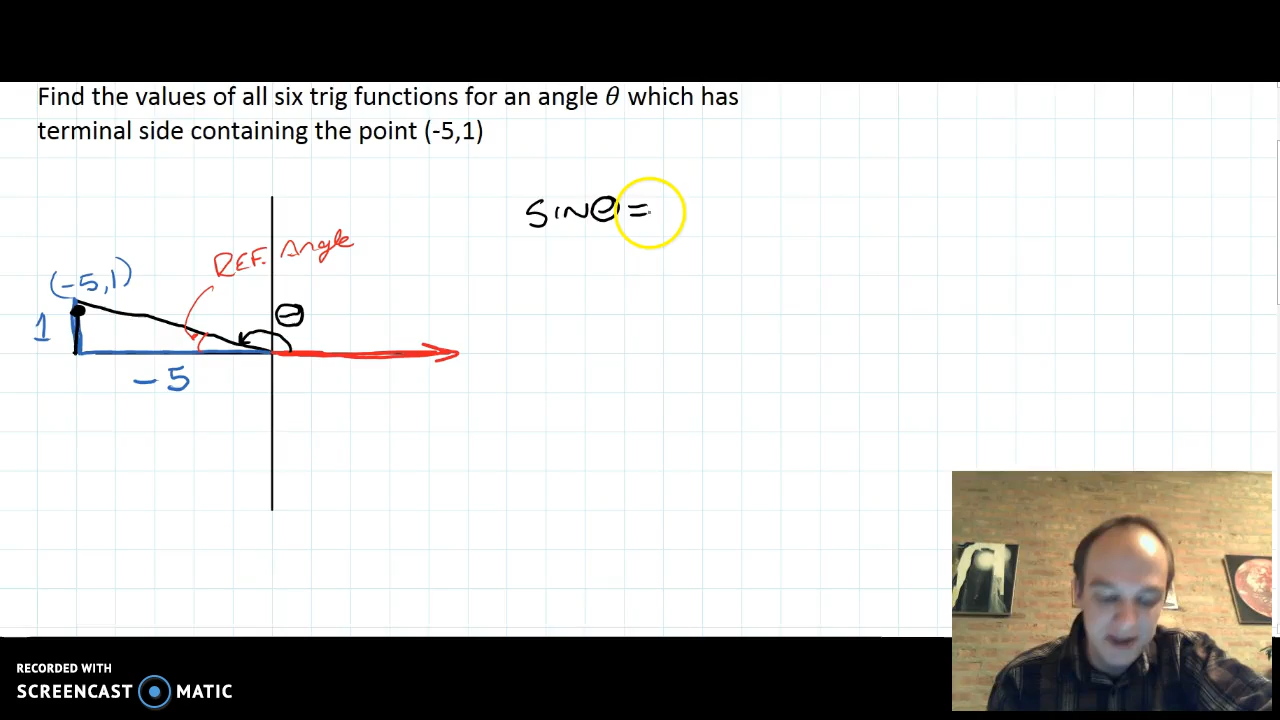 Find the values of all six trig functions for an angle θ which has
terminal side containing the point (-5,1)
sinθ =
REF. Angle
(-5,1)
θ
1
-5
RECORDED WITH
SCREENCAST MATIC